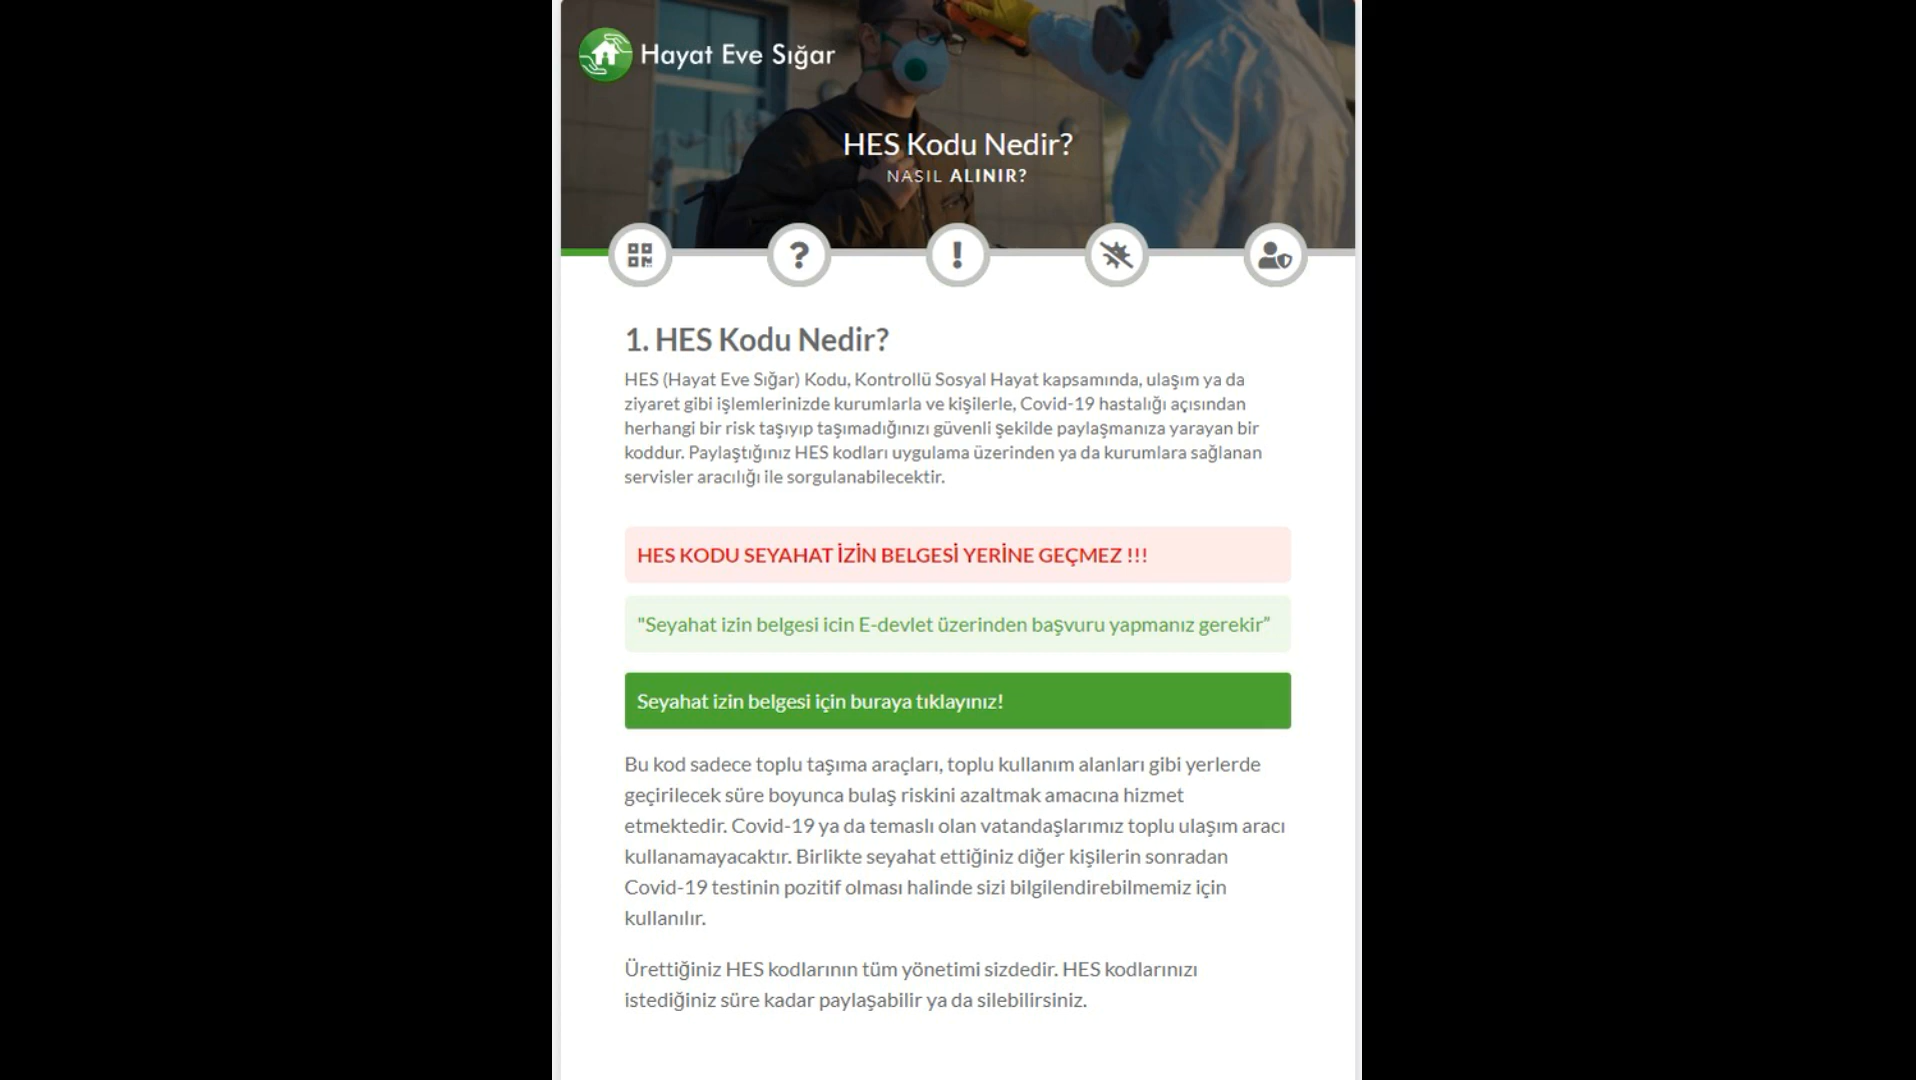 Hayat Eve Sığar
HES Kodu Nedir?
NASIL ALINIR?
1. HES Kodu Nedir?
HES (Hayat Eve Sığar) Kodu, Kontrollü Sosyal Hayat kapsamında, ulaşım ya da
ziyaret gibi işlemlerinizde kurumlarla ve kişilerle, Covid-19 hastalığı açısından
herhangi bir risk taşıyıp taşımadığınızı güvenli şekilde paylaşmanıza yarayan bir
koddur. Paylaştığınız HES kodları uygulama üzerinden ya da kurumlara sağlanan
servisler aracılığı ile sorgulanabilecektir.
HES KODU SEYAHAT İZİN BELGESİ YERİNE GEÇMEZ !!!
"Seyahat izin belgesi icin E-devlet üzerinden başvuru yapmanız gerekir”
Seyahat izin belgesi için buraya tıklayınız!
Bu kod sadece toplu taşıma araçları, toplu kullanım alanları gibi yerlerde
geçirilecek süre boyunca bulaş riskini azaltmak amacına hizmet
etmektedir. Covid-19 ya da temaslı olan vatandaşlarımız toplu ulaşım aracı
kullanamayacaktır. Birlikte seyahat ettiğiniz diğer kişilerin sonradan
Covid-19 testinin pozitif olması halinde sizi bilgilendirebilmemiz için
kullanılır.
Ürettiğiniz HES kodlarının tüm yönetimi sizdedir. HES kodlarınızı
istediğiniz süre kadar paylaşabilir ya da silebilirsiniz.